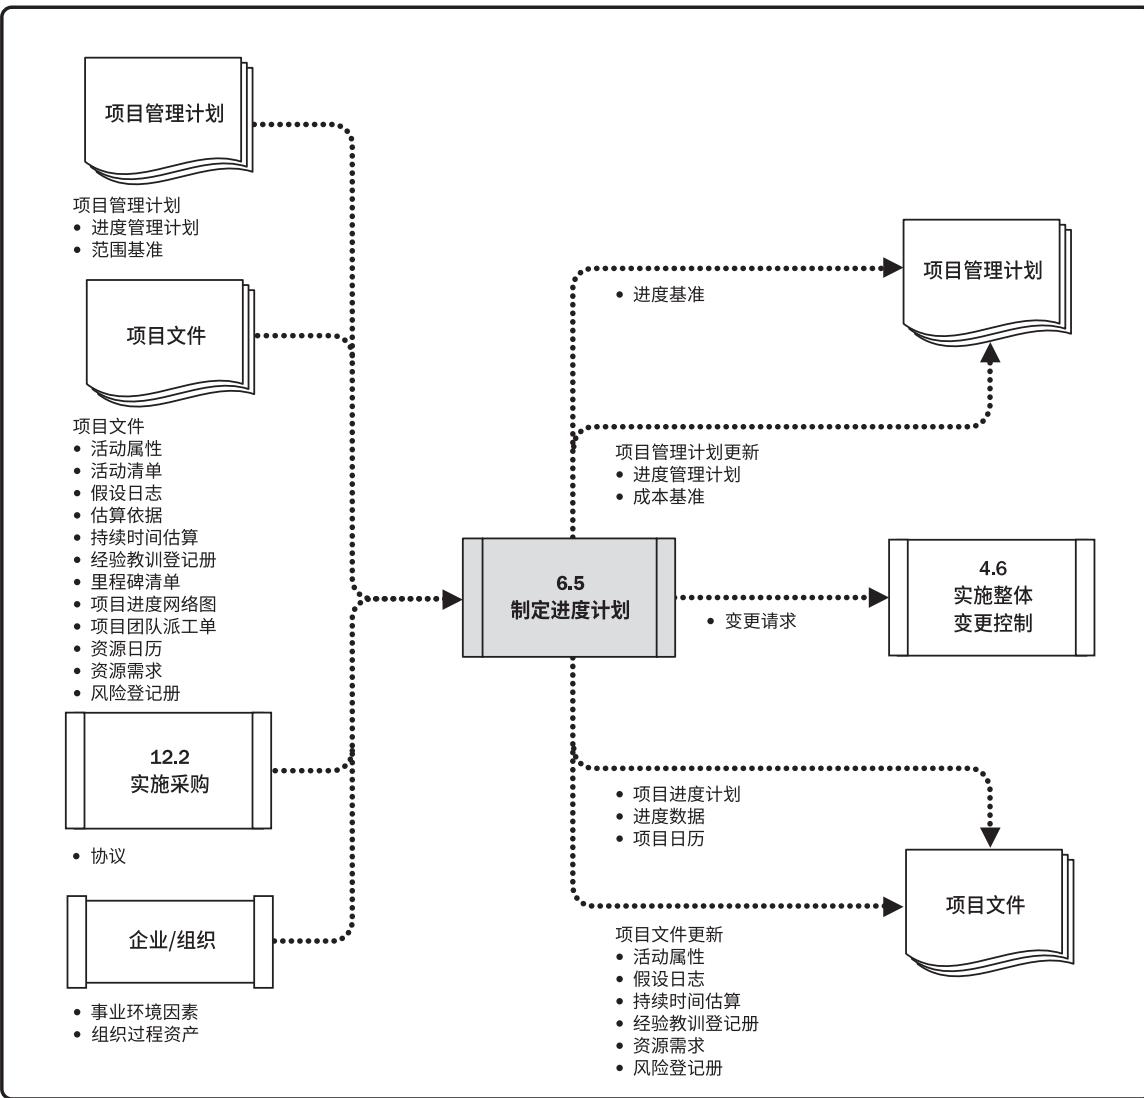 项目管理计划
项目管理计划
● 进度管理计划
● 范围基准
项目文件
项目文件
● 活动属性
● 活动清单
● 假设日志
● 估算依据
● 持续时间估算
● 经验教训登记册
● 里程碑清单
● 项目进度网络图
● 项目团队派工单
● 资源日历
● 资源需求
● 风险登记册
12.2
实施采购
● 协议
企业/组织
● 事业环境因素
● 组织过程资产
6.5
制定进度计划
● 进度基准
项目管理计划
项目管理计划更新
● 进度管理计划
● 成本基准
● 变更请求
4.6
实施整体
变更控制
● 项目进度计划
● 进度数据
● 项目日历
项目文件
项目文件更新
● 活动属性
● 假设日志
● 持续时间估算
● 经验教训登记册
● 资源需求
● 风险登记册